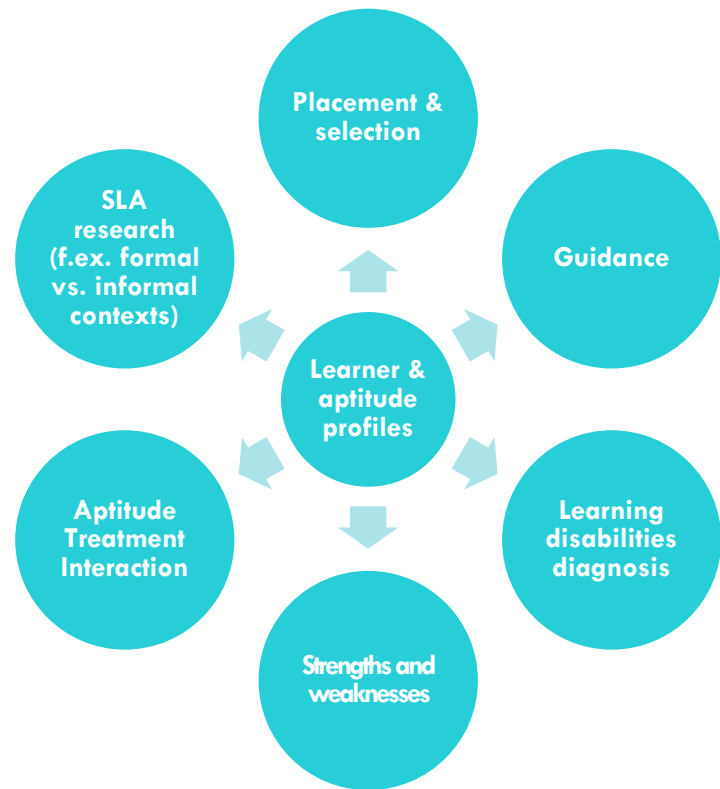 Placement &
selection
SLA
research
(f.ex. formal
vs. informal
contexts)
Guidance
Learner &
aptitude
profiles
Aptitude
Treatment
Interaction
Learning
disabilities
diagnosis
Strengths and
weaknesses